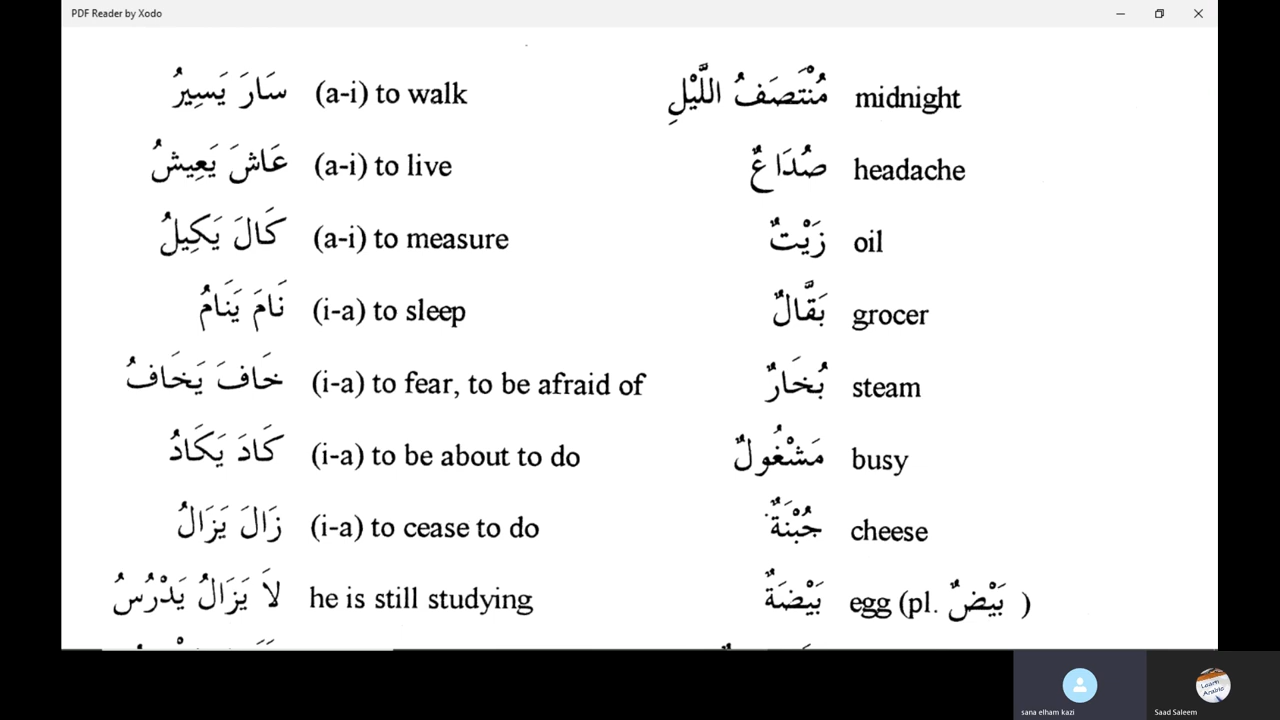 PDF Reader by Xodo
سَارَ يَسِيرُ (a-i) to walk
مُنْتَصَفُ اللَّيْلِ midnight
عَاشَ يَعِيشُ (a-i) to live
صُدَاعٌ headache
كَالَ يَكِيلُ (a-i) to measure
زَيْتٌ oil
نَامَ يَنَامُ (i-a) to sleep
بَقَّالٌ grocer
خَافَ يَخَافُ (i-a) to fear, to be afraid of
بُخَارٌ steam
كَادَ يَكَادُ (i-a) to be about to do
مَشْغُولٌ busy
زَالَ يَزَالُ (i-a) to cease to do
جُبْنَةٌ cheese
لاَ يَزَالُ يَدْرُسُ he is still studying
بَيْضَةٌ egg (pl. بَيْضٌ )
sana elham kazi
Learn Arabic
Saad Saleem